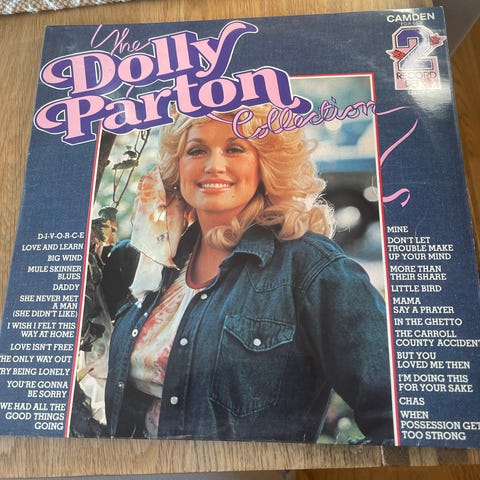 The
Dolly
Parton
Collection
CAMDEN
2
RECORD
D-I-V-O-R-C-E
LOVE AND LEARN
BIG WIND
MULE SKINNER
BLUES
DADDY
SHE NEVER MET
A MAN
(SHE DIDN'T LIKE)
I WISH I FELT THIS
WAY AT HOME
LOVE ISN'T FREE
THE ONLY WAY OUT
TRY BEING LONELY
YOU'RE GONNA
BE SORRY
WE HAD ALL THE
GOOD THINGS
GOING
MINE
DON'T LET
TROUBLE MAKE
UP YOUR MIND
MORE THAN
THEIR SHARE
LITTLE BIRD
MAMA
SAY A PRAYER
IN THE GHETTO
THE CARROLL
COUNTY ACCIDENT
BUT YOU
LOVED ME THEN
I'M DOING THIS
FOR YOUR SAKE
CHAS
WHEN
POSSESSION GET
TOO STRONG